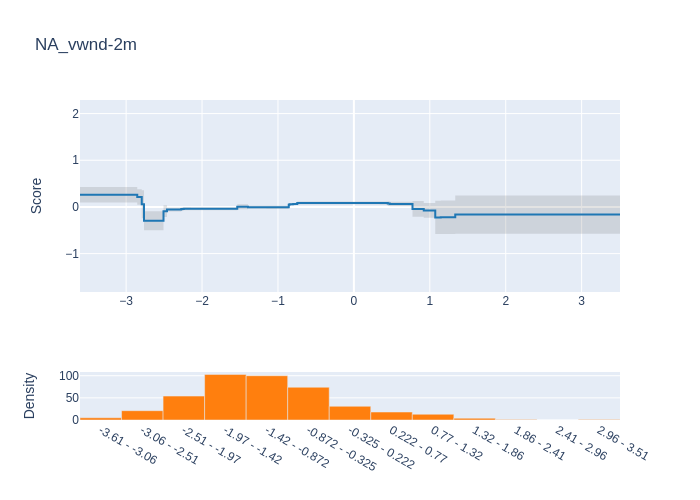 NA_vwnd-2m
Score
2
1
0
−1
−3
−2
−1
0
1
2
3
Density
100
50
0
-3.61 - -3.06
-3.06 - -2.51
-2.51 - -1.97
-1.97 - -1.42
-1.42 - -0.872
-0.872 - -0.325
-0.325 - 0.222
0.222 - 0.77
0.77 - 1.32
1.32 - 1.86
1.86 - 2.41
2.41 - 2.96
2.96 - 3.51